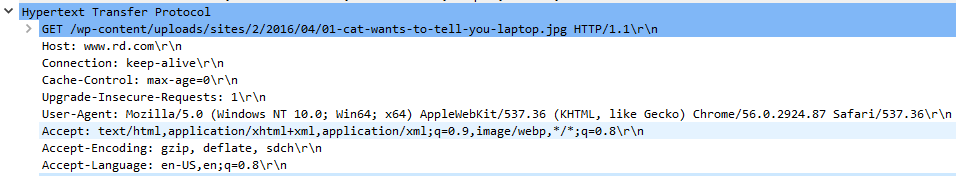 Hypertext Transfer Protocol
GET /wp-content/uploads/sites/2/2016/04/01-cat-wants-to-tell-you-laptop.jpg HTTP/1.1\r\n
Host: www.rd.com\r\n
Connection: keep-alive\r\n
Cache-Control: max-age=0\r\n
Upgrade-Insecure-Requests: 1\r\n
User-Agent: Mozilla/5.0 (Windows NT 10.0; Win64; x64) AppleWebKit/537.36 (KHTML, like Gecko) Chrome/56.0.2924.87 Safari/537.36\r\n
Accept: text/html,application/xhtml+xml,application/xml;q=0.9,image/webp,*/*;q=0.8\r\n
Accept-Encoding: gzip, deflate, sdch\r\n
Accept-Language: en-US,en;q=0.8\r\n